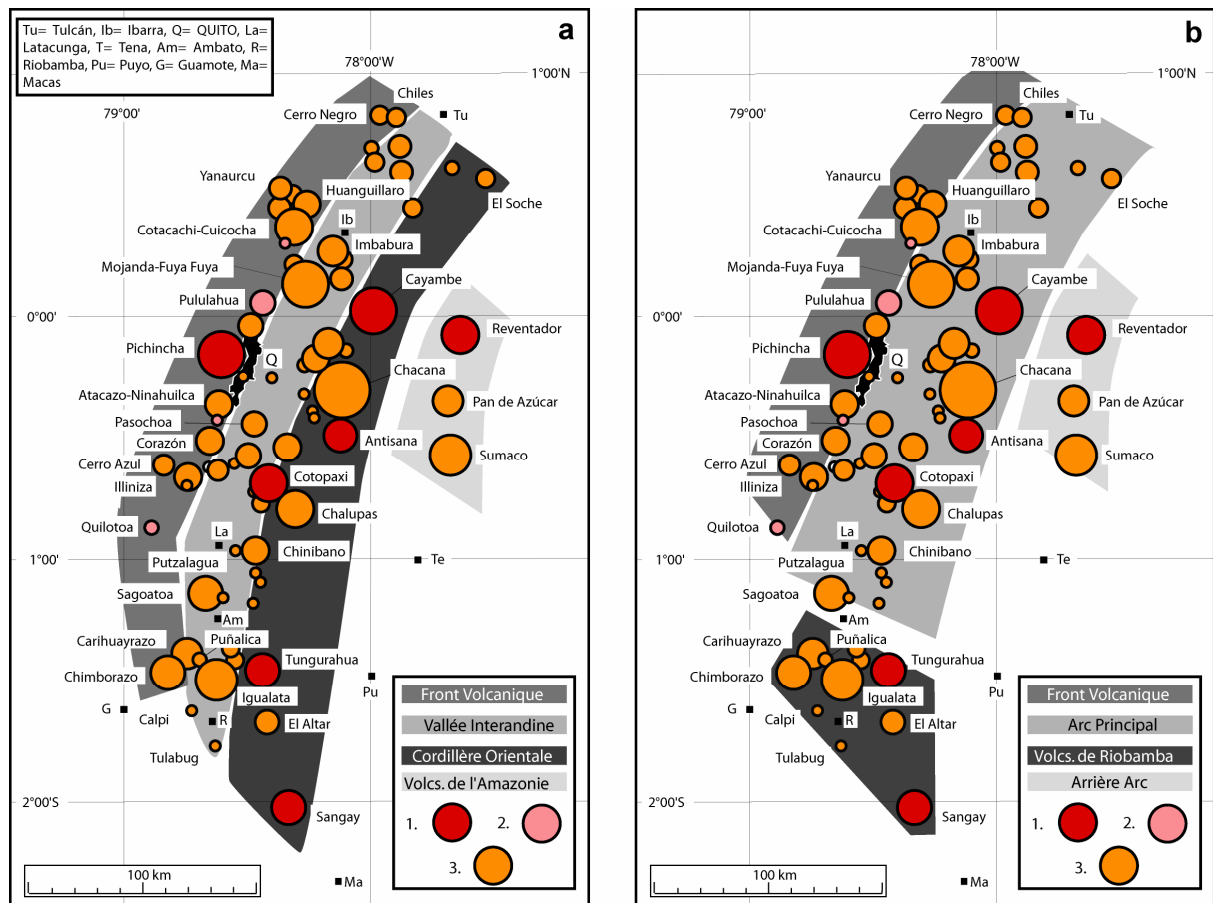 Tu= Tulcán, Ib= Ibarra, Q= QUITO, La=
Latacunga, T= Tena, Am= Ambato, R=
Riobamba, Pu= Puyo, G= Guamote, Ma=
Macas
a
78°00'W
79°00'
Chiles
Cerro Negro
Tu
Yanaurcu
Huanguillaro
El Soche
Cotacachi-Cuicocha
Ib
Imbabura
Mojanda-Fuya Fuya
Cayambe
Pululahua
0°00'
Reventador
Pichincha
Q
Chacana
Atacazo-Ninahuilca
Pan de Azúcar
Pasochoa
Antisana
Corazón
Sumaco
Cerro Azul
Cotopaxi
Illiniza
Chalupas
Quilotoa
La
Chinibano
1°00'
Te
Putzalagua
Sagoatoa
Am
Carihuayrazo
Puñalica
Tungurahua
Chimborazo
Pu
Igualata
G
Calpi
R
El Altar
Tulabug
2°00'S
Sangay
Ma
100 km
Front Volcanique
Vallée Interandine
Cordillère Orientale
Volcs. de l'Amazonie
1.
2.
3.
b
78°00'W
1°00'N
79°00'
Chiles
Cerro Negro
Tu
Yanaurcu
Huanguillaro
El Soche
Cotacachi-Cuicocha
Ib
Imbabura
Mojanda-Fuya Fuya
Cayambe
Pululahua
0°00'
Reventador
Pichincha
Q
Chacana
Atacazo-Ninahuilca
Pan de Azúcar
Pasochoa
Antisana
Corazón
Sumaco
Cerro Azul
Cotopaxi
Illiniza
Chalupas
Quilotoa
La
Chinibano
1°00'
Te
Putzalagua
Sagoatoa
Am
Carihuayrazo
Puñalica
Tungurahua
Chimborazo
Pu
Igualata
G
Calpi
R
El Altar
Tulabug
2°00'S
Sangay
Ma
100 km
Front Volcanique
Arc Principal
Volcs. de Riobamba
Arrière Arc
1.
2.
3.
1°00'N